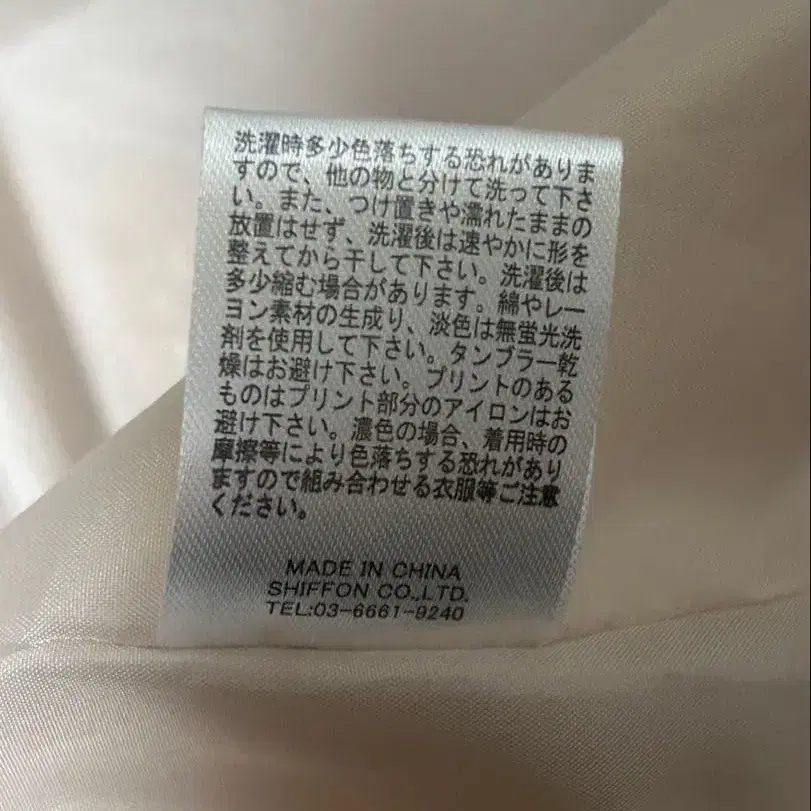 洗濯時多少色落ちする恐れがありま
すので、他の物と分けて洗って下さ
い。また、つけ置きや濡れたままの
放置はせず、洗濯後は速やかに形を
整えてから干して下さい。洗濯後は
多少縮む場合があります。綿やレー
ヨン素材の生成り、淡色は無蛍光洗
剤を使用して下さい。タンブラー乾
燥はお避け下さい。プリントのある
ものはプリント部分のアイロンはお
避け下さい。濃色の場合、着用時の
摩擦等により色落ちする恐れがあり
ますので組み合わせる衣服等ご注意
ください。
MADE IN CHINA
SHIFFON CO.,LTD.
TEL:03-6661-9240